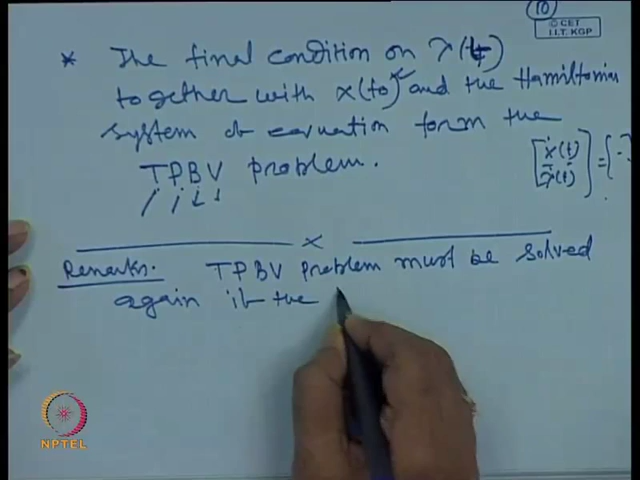 10
© CET
I.I.T. KGP
* The final condition on λ(tf)
together with x(to) and the Hamiltonian
system of equation form the
TPBV problem.
[ẋ(t) λ̇(t)] = [-
Remarks. TPBV problem must be solved
again if the
NPTEL